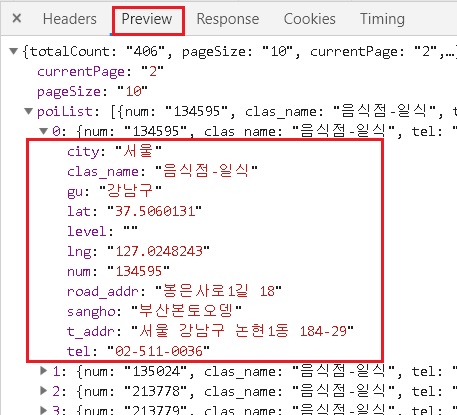 Headers Preview Response Cookies Timing
▼{totalCount: "406", pageSize: "10", currentPage: "2",…}
currentPage: "2"
pageSize: "10"
▼poiList: [{num: "134595", clas_name: "음식점-일식", t
▼0: {num: "134595", clas_name: "음식점-일식", tel: "
city: "서울"
clas_name: "음식점-일식"
gu: "강남구"
lat: "37.5060131"
level: ""
lng: "127.0248243"
num: "134595"
road_addr: "봉은사로1길 18"
sangho: "부산본토오뎅"
t_addr: "서울 강남구 논현1동 184-29"
tel: "02-511-0036"
▶1: {num: "135024", clas_name: "음식점-일식", tel: "
▶2: {num: "213778", clas_name: "음식점-일식", tel: "
▶3: {num: "211479", clas_name: "음식점-일식", tel: "